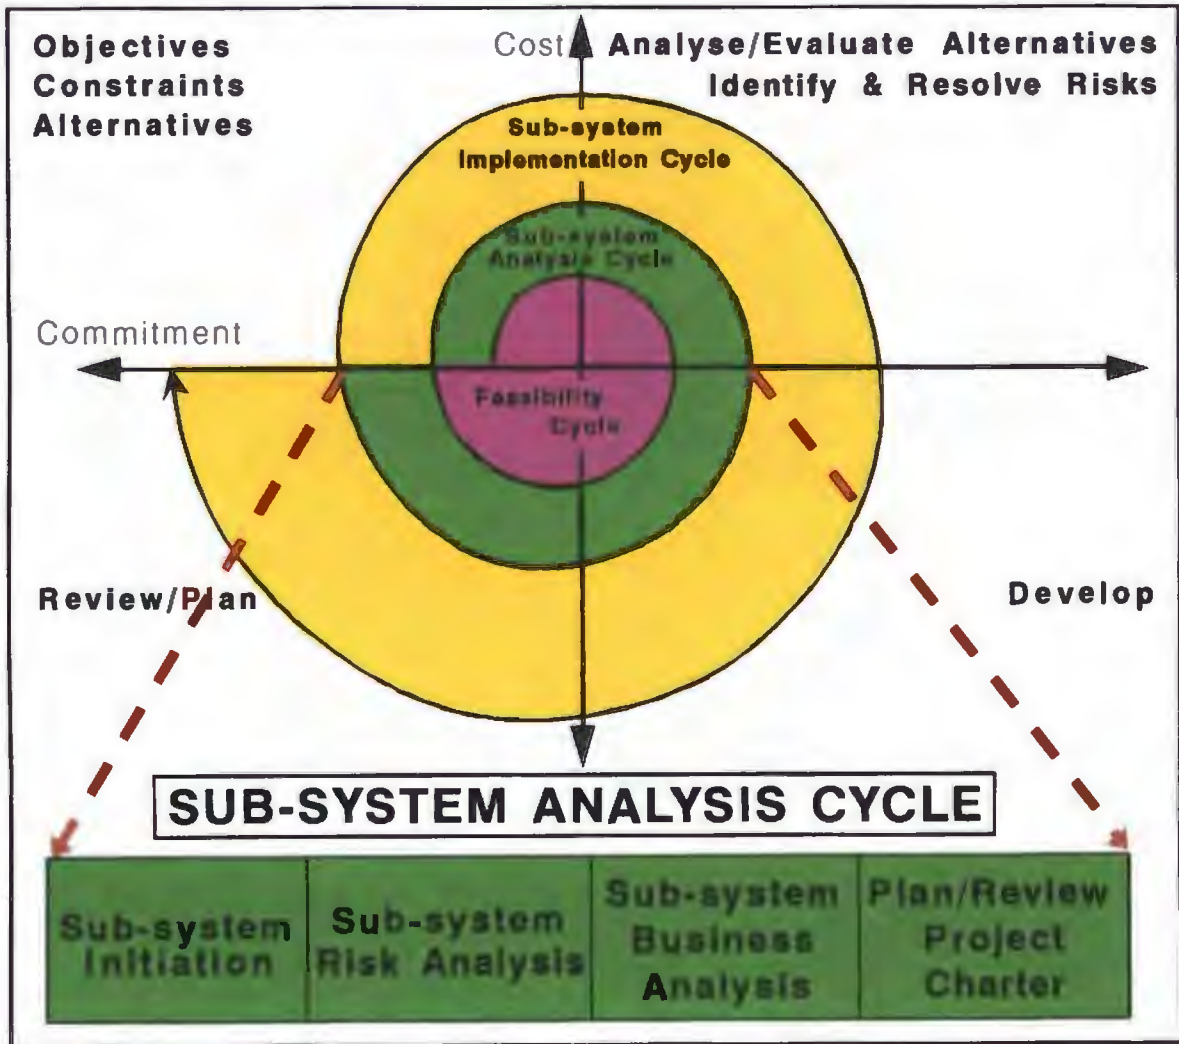 Objectives
Constraints
Alternatives
Cost
Analyse/Evaluate Alternatives
Identify & Resolve Risks
Sub-system
Implementation Cycle
Sub-system
Analysis Cycle
Commitment
Feasibility
Cycle
Review/Plan
Develop
SUB-SYSTEM ANALYSIS CYCLE
Sub-system
Initiation
Sub-system
Risk Analysis
Sub-system
Business
Analysis
Plan/Review
Project
Charter